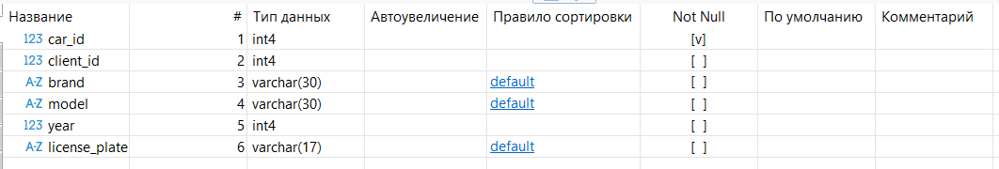 Название # Тип данных Автоувеличение Правило сортировки Not Null По умолчанию Комментарий
123 car_id 1 int4 [v]
123 client_id 2 int4 [ ]
A-Z brand 3 varchar(30) default [ ]
A-Z model 4 varchar(30) default [ ]
123 year 5 int4 [ ]
A-Z license_plate 6 varchar(17) default [ ]